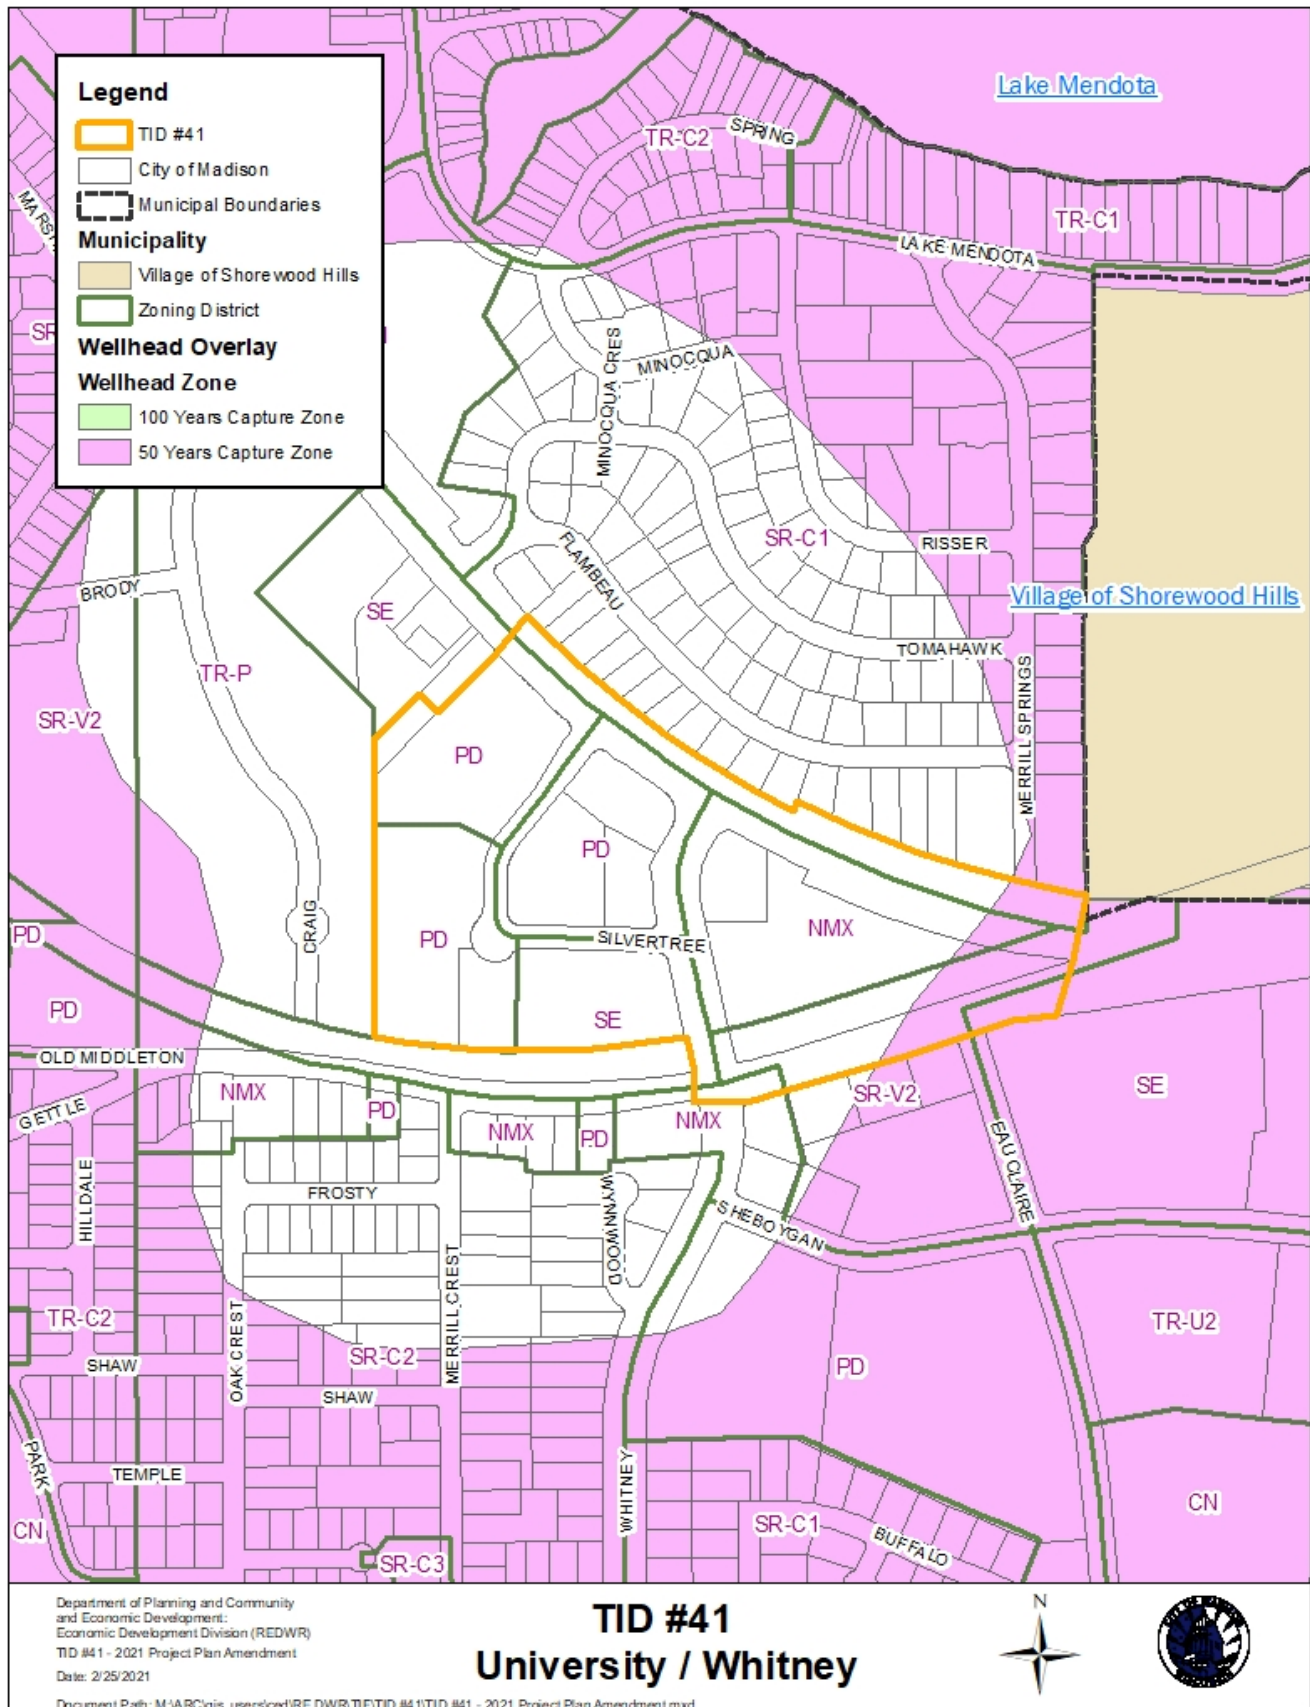 Lake Mendota
Legend
TID #41
City of Madison
Municipal Boundaries
Municipality
Village of Shorewood Hills
Zoning District
Wellhead Overlay
Wellhead Zone
100 Years Capture Zone
50 Years Capture Zone
TR-C2
SPRING
TR-C1
LAKE MENDOTA
SR
MINOCQUA
MINOCQUA CRES
SR-C1
FLAMBEAU
RISSER
BRODY
SE
Village of Shorewood Hills
TOMAHAWK
TR-P
MERRILL SPRINGS
SR-V2
PD
PD
CRAIG
NMX
PD
PD
SILVERTREE
PD
SE
OLD MIDDLETON
NMX
PD
SR-V2
SE
GETTLE
NMX
PD
NMX
EAU CLAIRE
HILLDALE
FROSTY
WYNNWOOD
SHEBOYGAN
MERRILL CREST
OAK CREST
TR-C2
TR-U2
SHAW
SR-C2
PD
SHAW
PARK
TEMPLE
WHITNEY
CN
CN
SR-C1
BUFFALO
SR-C3
Department of Planning and Community
and Economic Development:
Economic Development Division (REDWR)
TID #41 - 2021 Project Plan Amendment
Date: 2/25/2021
TID #41
University / Whitney
N